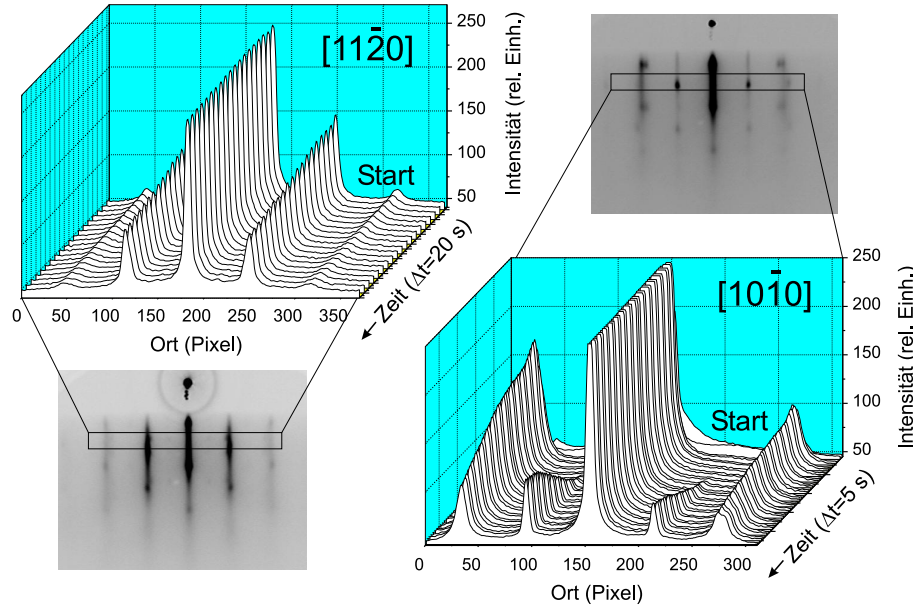 250
200
150
100
50
Intensität (rel. Einh.)
[112̄0]
Start
0 50 100 150 200 250 300 350
Ort (Pixel)
← Zeit (Δt=20 s)
250
200
150
100
50
Intensität (rel. Einh.)
[101̄0]
Start
0 50 100 150 200 250 300
Ort (Pixel)
← Zeit (Δt=5 s)